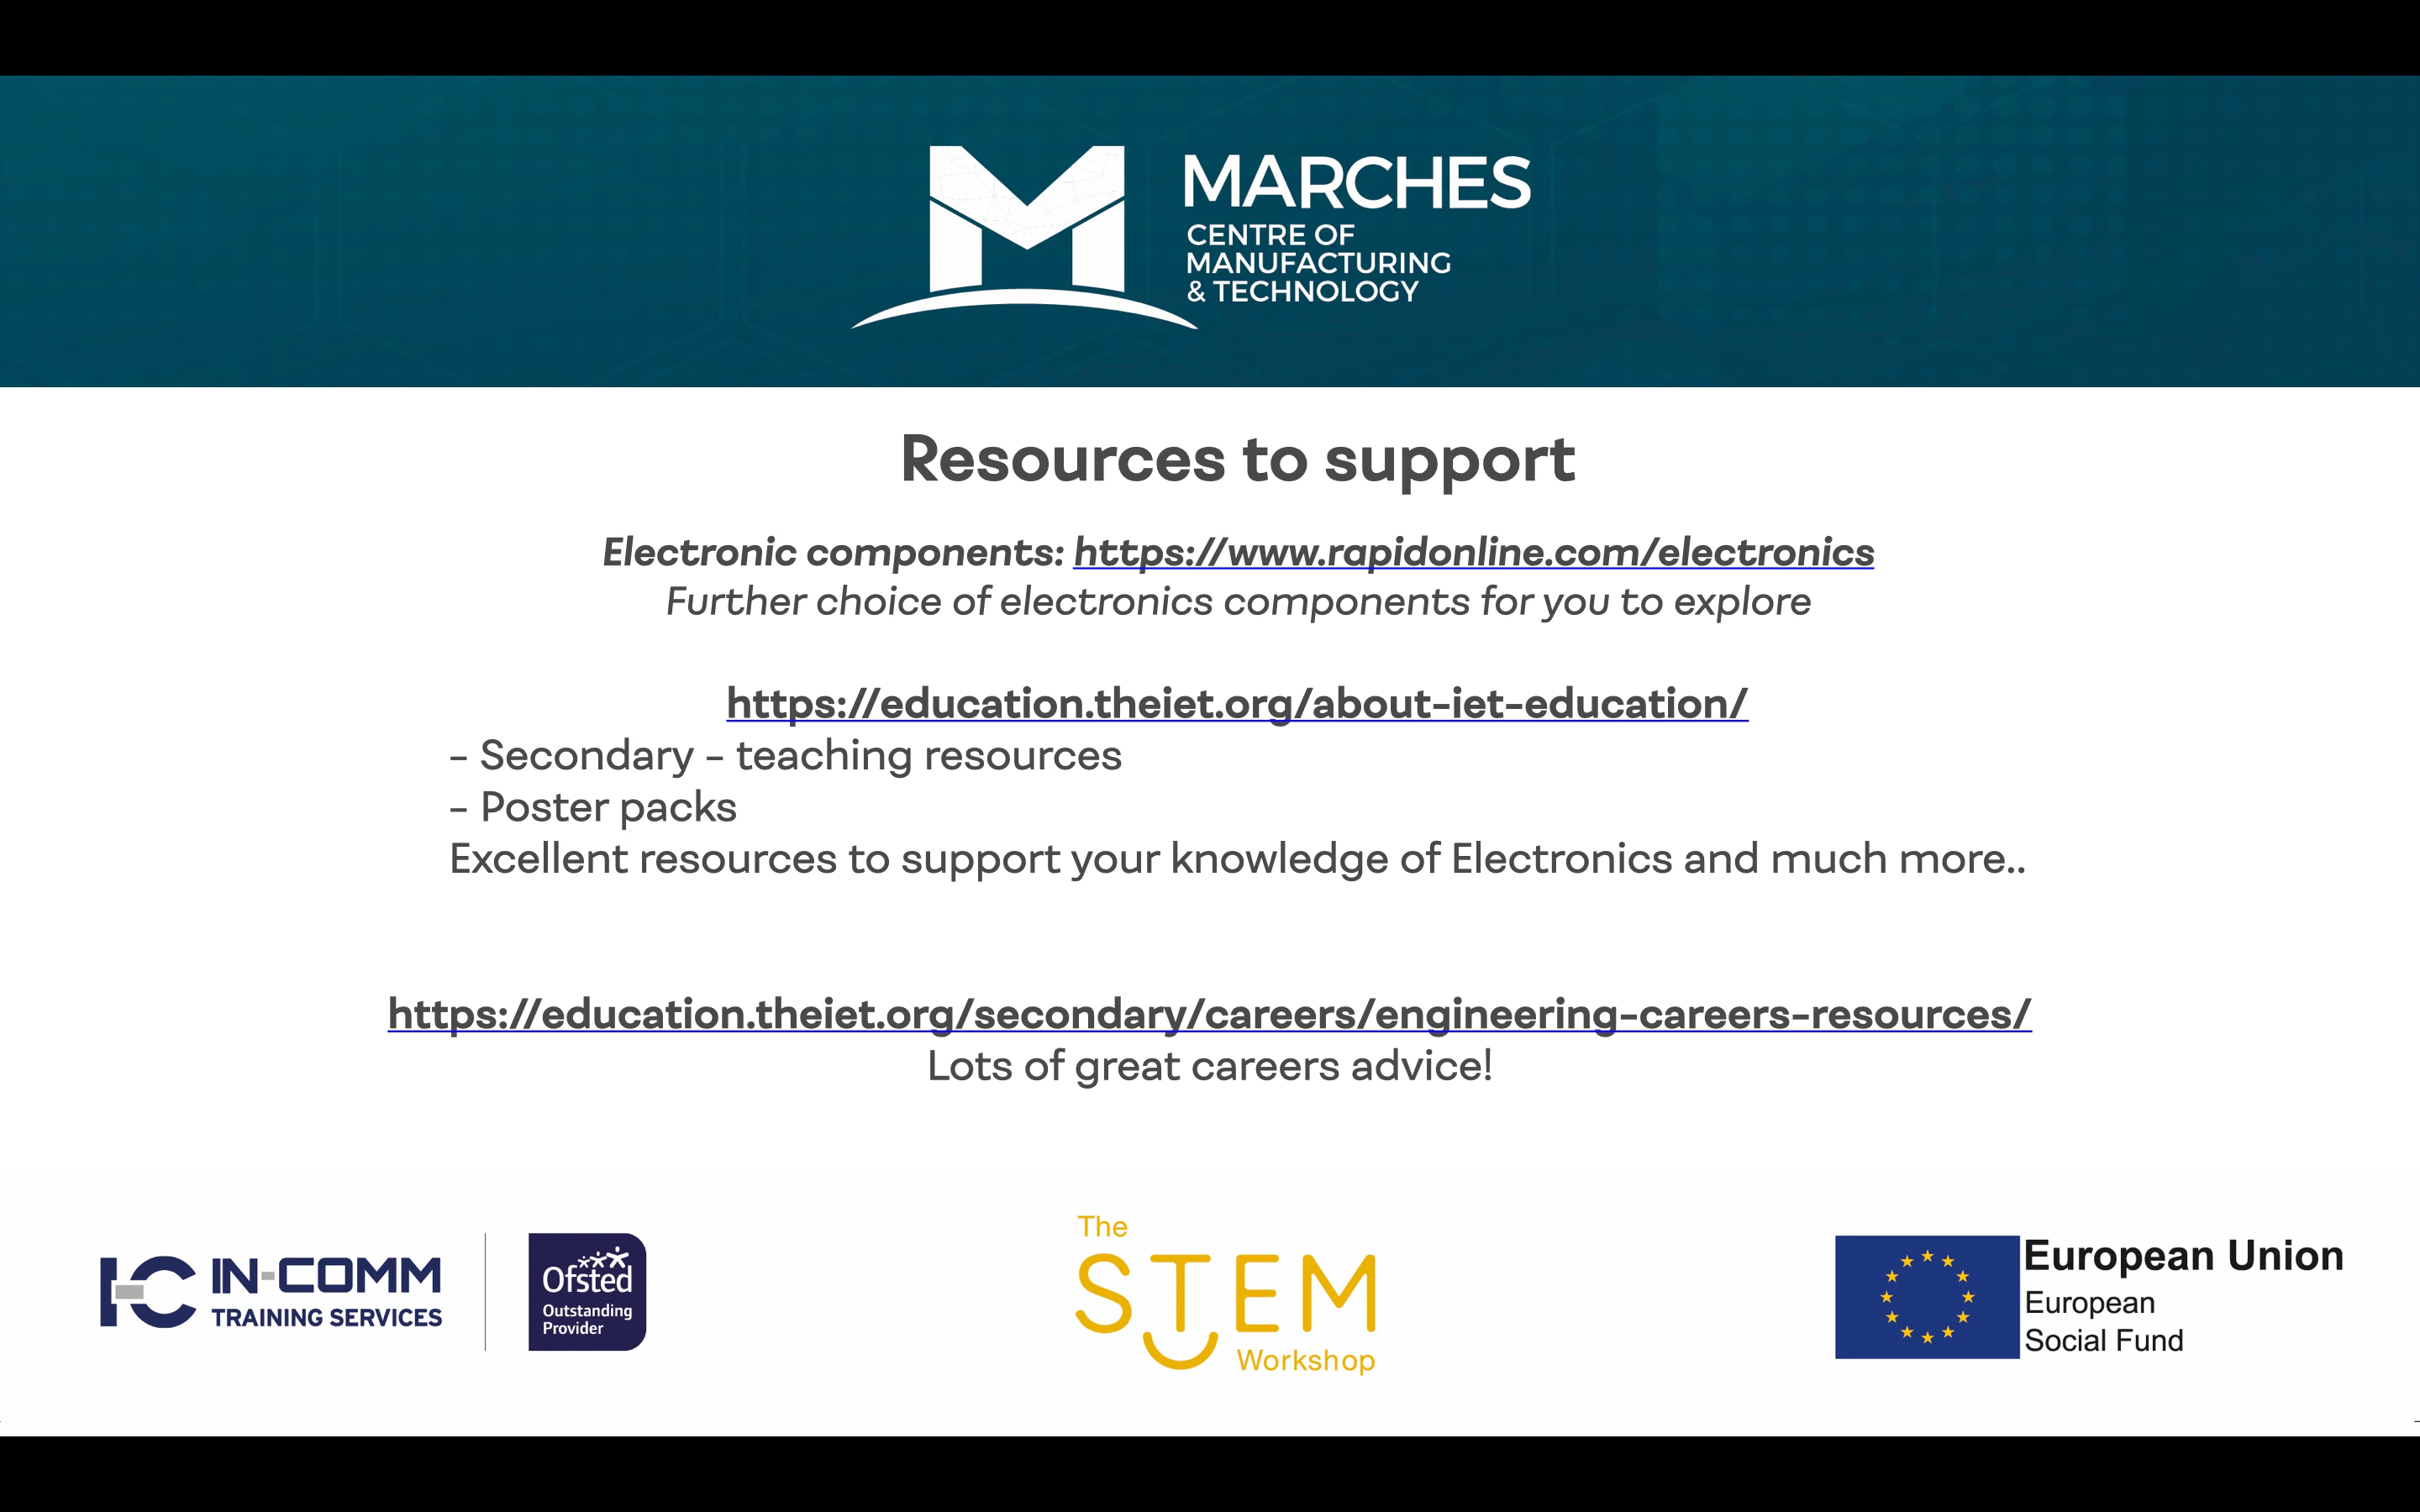 MARCHES
CENTRE OF
MANUFACTURING
& TECHNOLOGY
Resources to support
Electronic components: https://www.rapidonline.com/electronics
Further choice of electronics components for you to explore
https://education.theiet.org/about-iet-education/
- Secondary - teaching resources
- Poster packs
Excellent resources to support your knowledge of Electronics and much more..
https://education.theiet.org/secondary/careers/engineering-careers-resources/
Lots of great careers advice!
IN-COMM
TRAINING SERVICES
Ofsted
Outstanding
Provider
The
STEM
Workshop
European Union
European
Social Fund